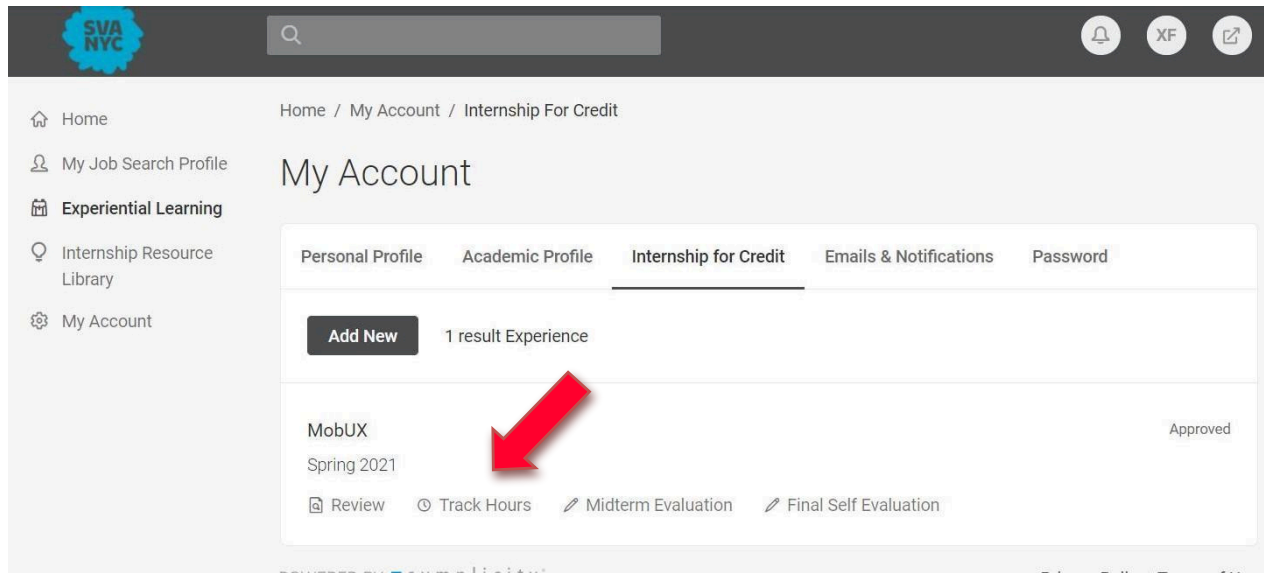 SVA
NYC
XF
Home
My Job Search Profile
Experiential Learning
Internship Resource
Library
My Account
Home / My Account / Internship For Credit
My Account
Personal Profile Academic Profile Internship for Credit Emails & Notifications Password
Add New 1 result Experience
MobUX
Approved
Spring 2021
Review Track Hours Midterm Evaluation Final Self Evaluation